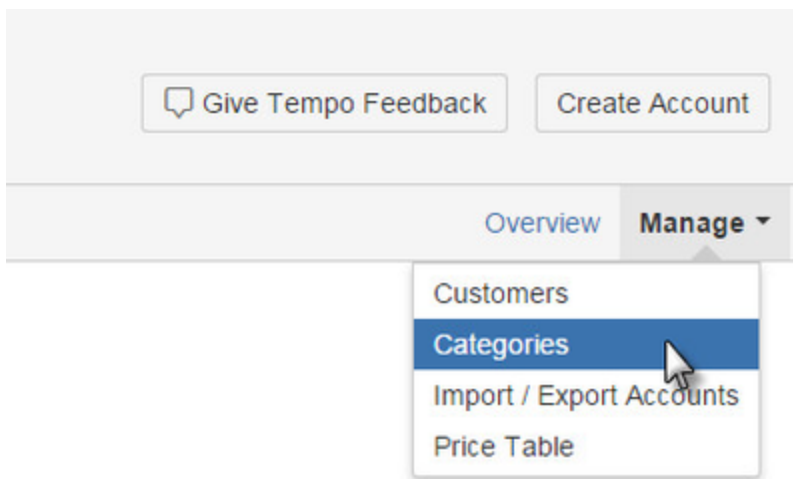 Give Tempo Feedback Create Account
Overview Manage
Customers
Categories
Import / Export Accounts
Price Table